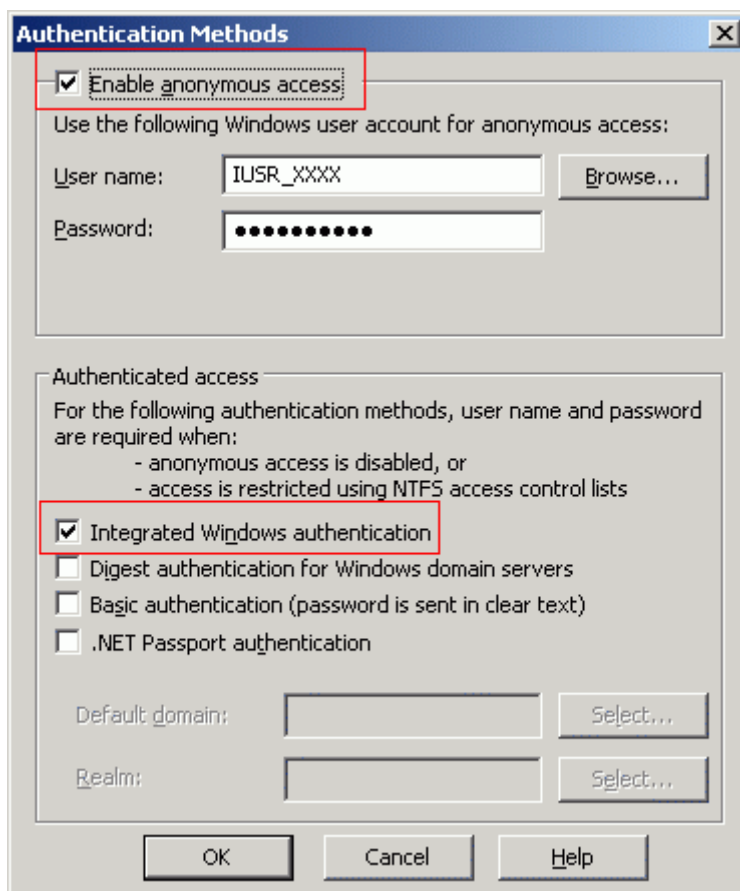 Authentication Methods
Enable anonymous access
Use the following Windows user account for anonymous access:
User name:
IUSR_XXXX
Browse...
Password:
●●●●●●●●●●
Authenticated access
For the following authentication methods, user name and password
are required when:
- anonymous access is disabled, or
- access is restricted using NTFS access control lists
Integrated Windows authentication
Digest authentication for Windows domain servers
Basic authentication (password is sent in clear text)
.NET Passport authentication
Default domain:
Select...
Realm:
Select...
OK
Cancel
Help